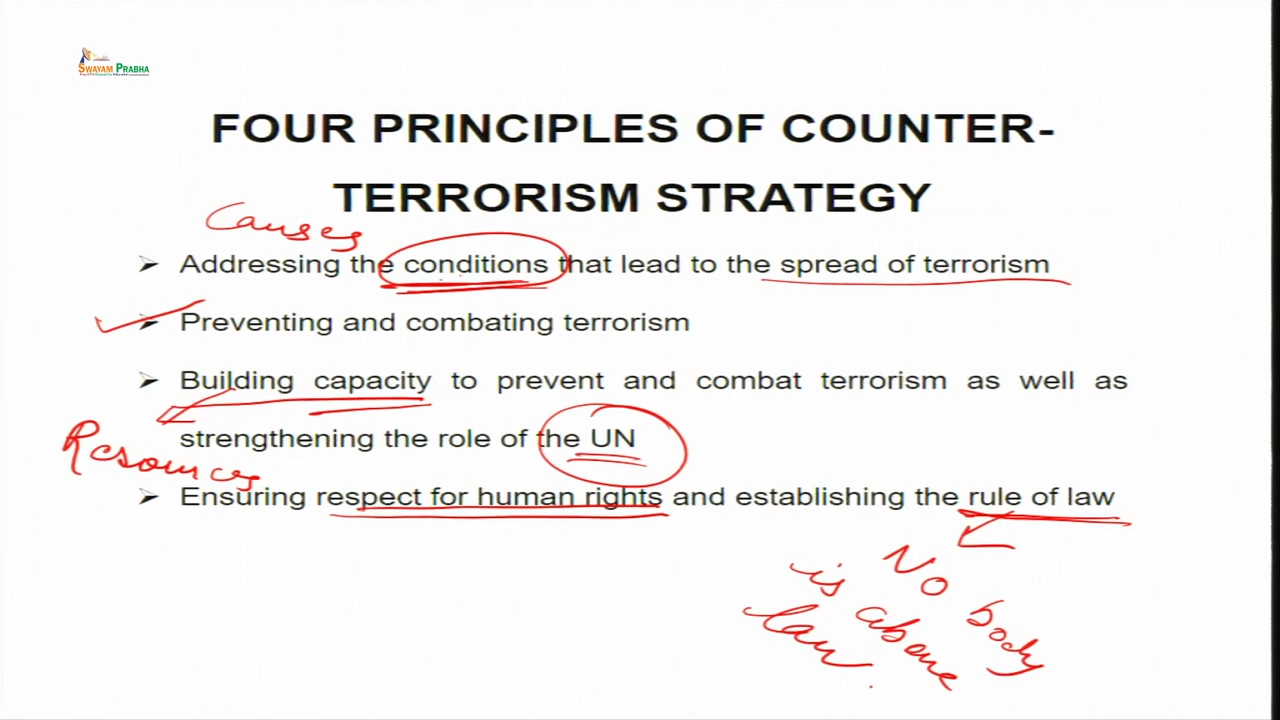 SWAYAM PRABHA
FOUR PRINCIPLES OF COUNTER-
TERRORISM STRATEGY
Causes
➢ Addressing the conditions that lead to the spread of terrorism
➢ Preventing and combating terrorism
➢ Building capacity to prevent and combat terrorism as well as
strengthening the role of the UN
Resources
➢ Ensuring respect for human rights and establishing the rule of law
No body
is above
law.